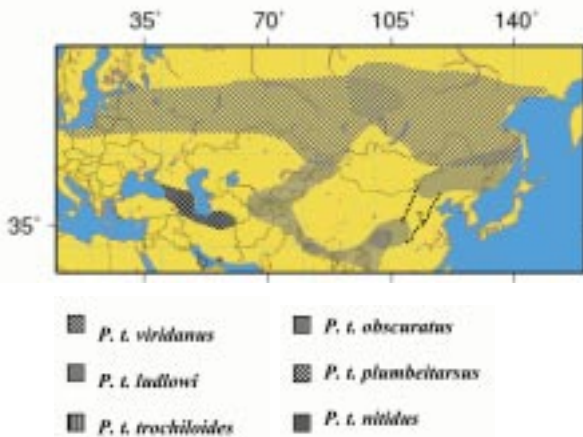 35° 70° 105° 140°
35°
P. t. viridanus
P. t. obscuratus
P. t. ludlowi
P. t. plumbeitarsus
P. t. trochiloides
P. t. nitidus